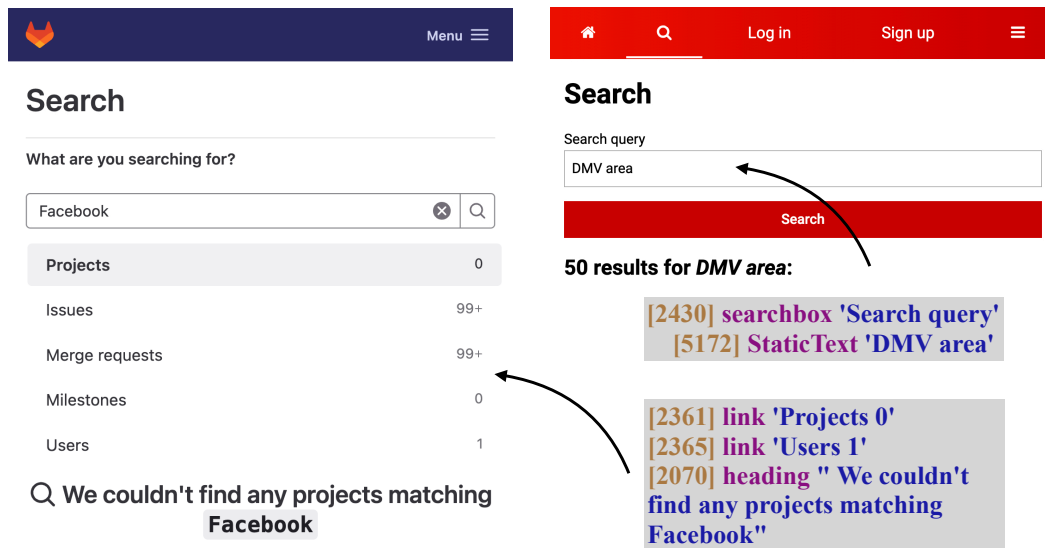 Menu
Search
What are you searching for?
Facebook
Projects 0
Issues 99+
Merge requests 99+
Milestones 0
Users 1
We couldn't find any projects matching
Facebook
Log in Sign up
Search
Search query
DMV area
Search
50 results for DMV area:
[2430] searchbox 'Search query'
[5172] StaticText 'DMV area'
[2361] link 'Projects 0'
[2365] link 'Users 1'
[2070] heading " We couldn't
find any projects matching
Facebook"